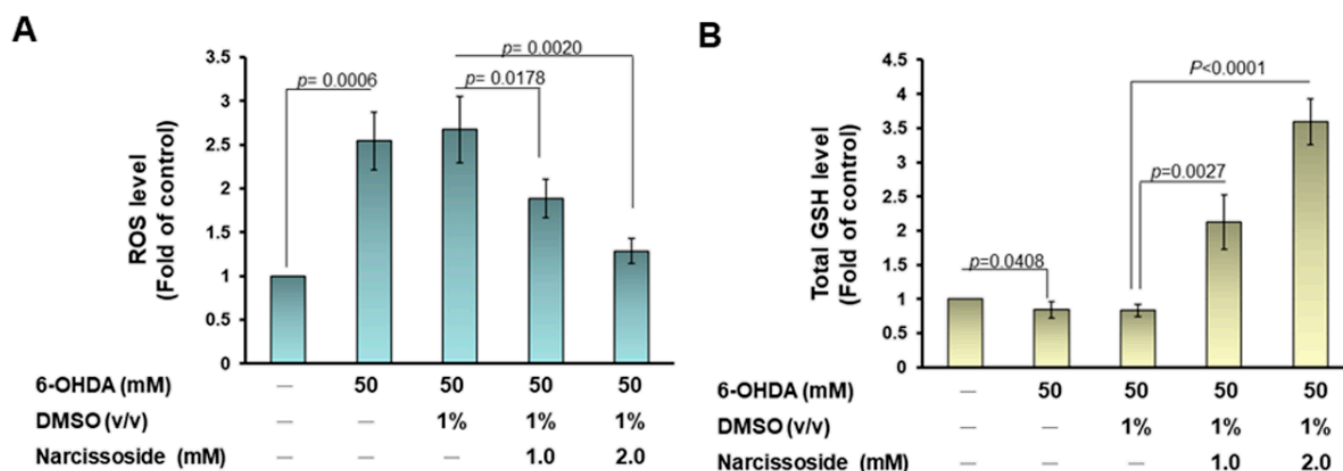 A
ROS level
(Fold of control)
3.5
3
2.5
2
1.5
1
0.5
0
p= 0.0006
p= 0.0020
p= 0.0178
6-OHDA (mM) — 50 50 50 50
DMSO (v/v) — — 1% 1% 1%
Narcissoside (mM) — — — 1.0 2.0
B
Total GSH level
(Fold of control)
4.5
4
3.5
3
2.5
2
1.5
1
0.5
0
P<0.0001
p=0.0027
p=0.0408
6-OHDA (mM) — 50 50 50 50
DMSO (v/v) — — 1% 1% 1%
Narcissoside (mM) — — — 1.0 2.0